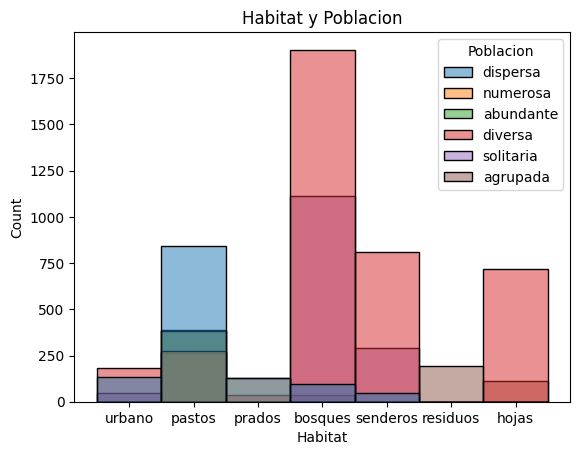 Habitat y Poblacion
Poblacion
dispersa
numerosa
abundante
diversa
solitaria
agrupada
Count
1750
1500
1250
1000
750
500
250
0
urbano pastos prados bosques senderos residuos hojas
Habitat